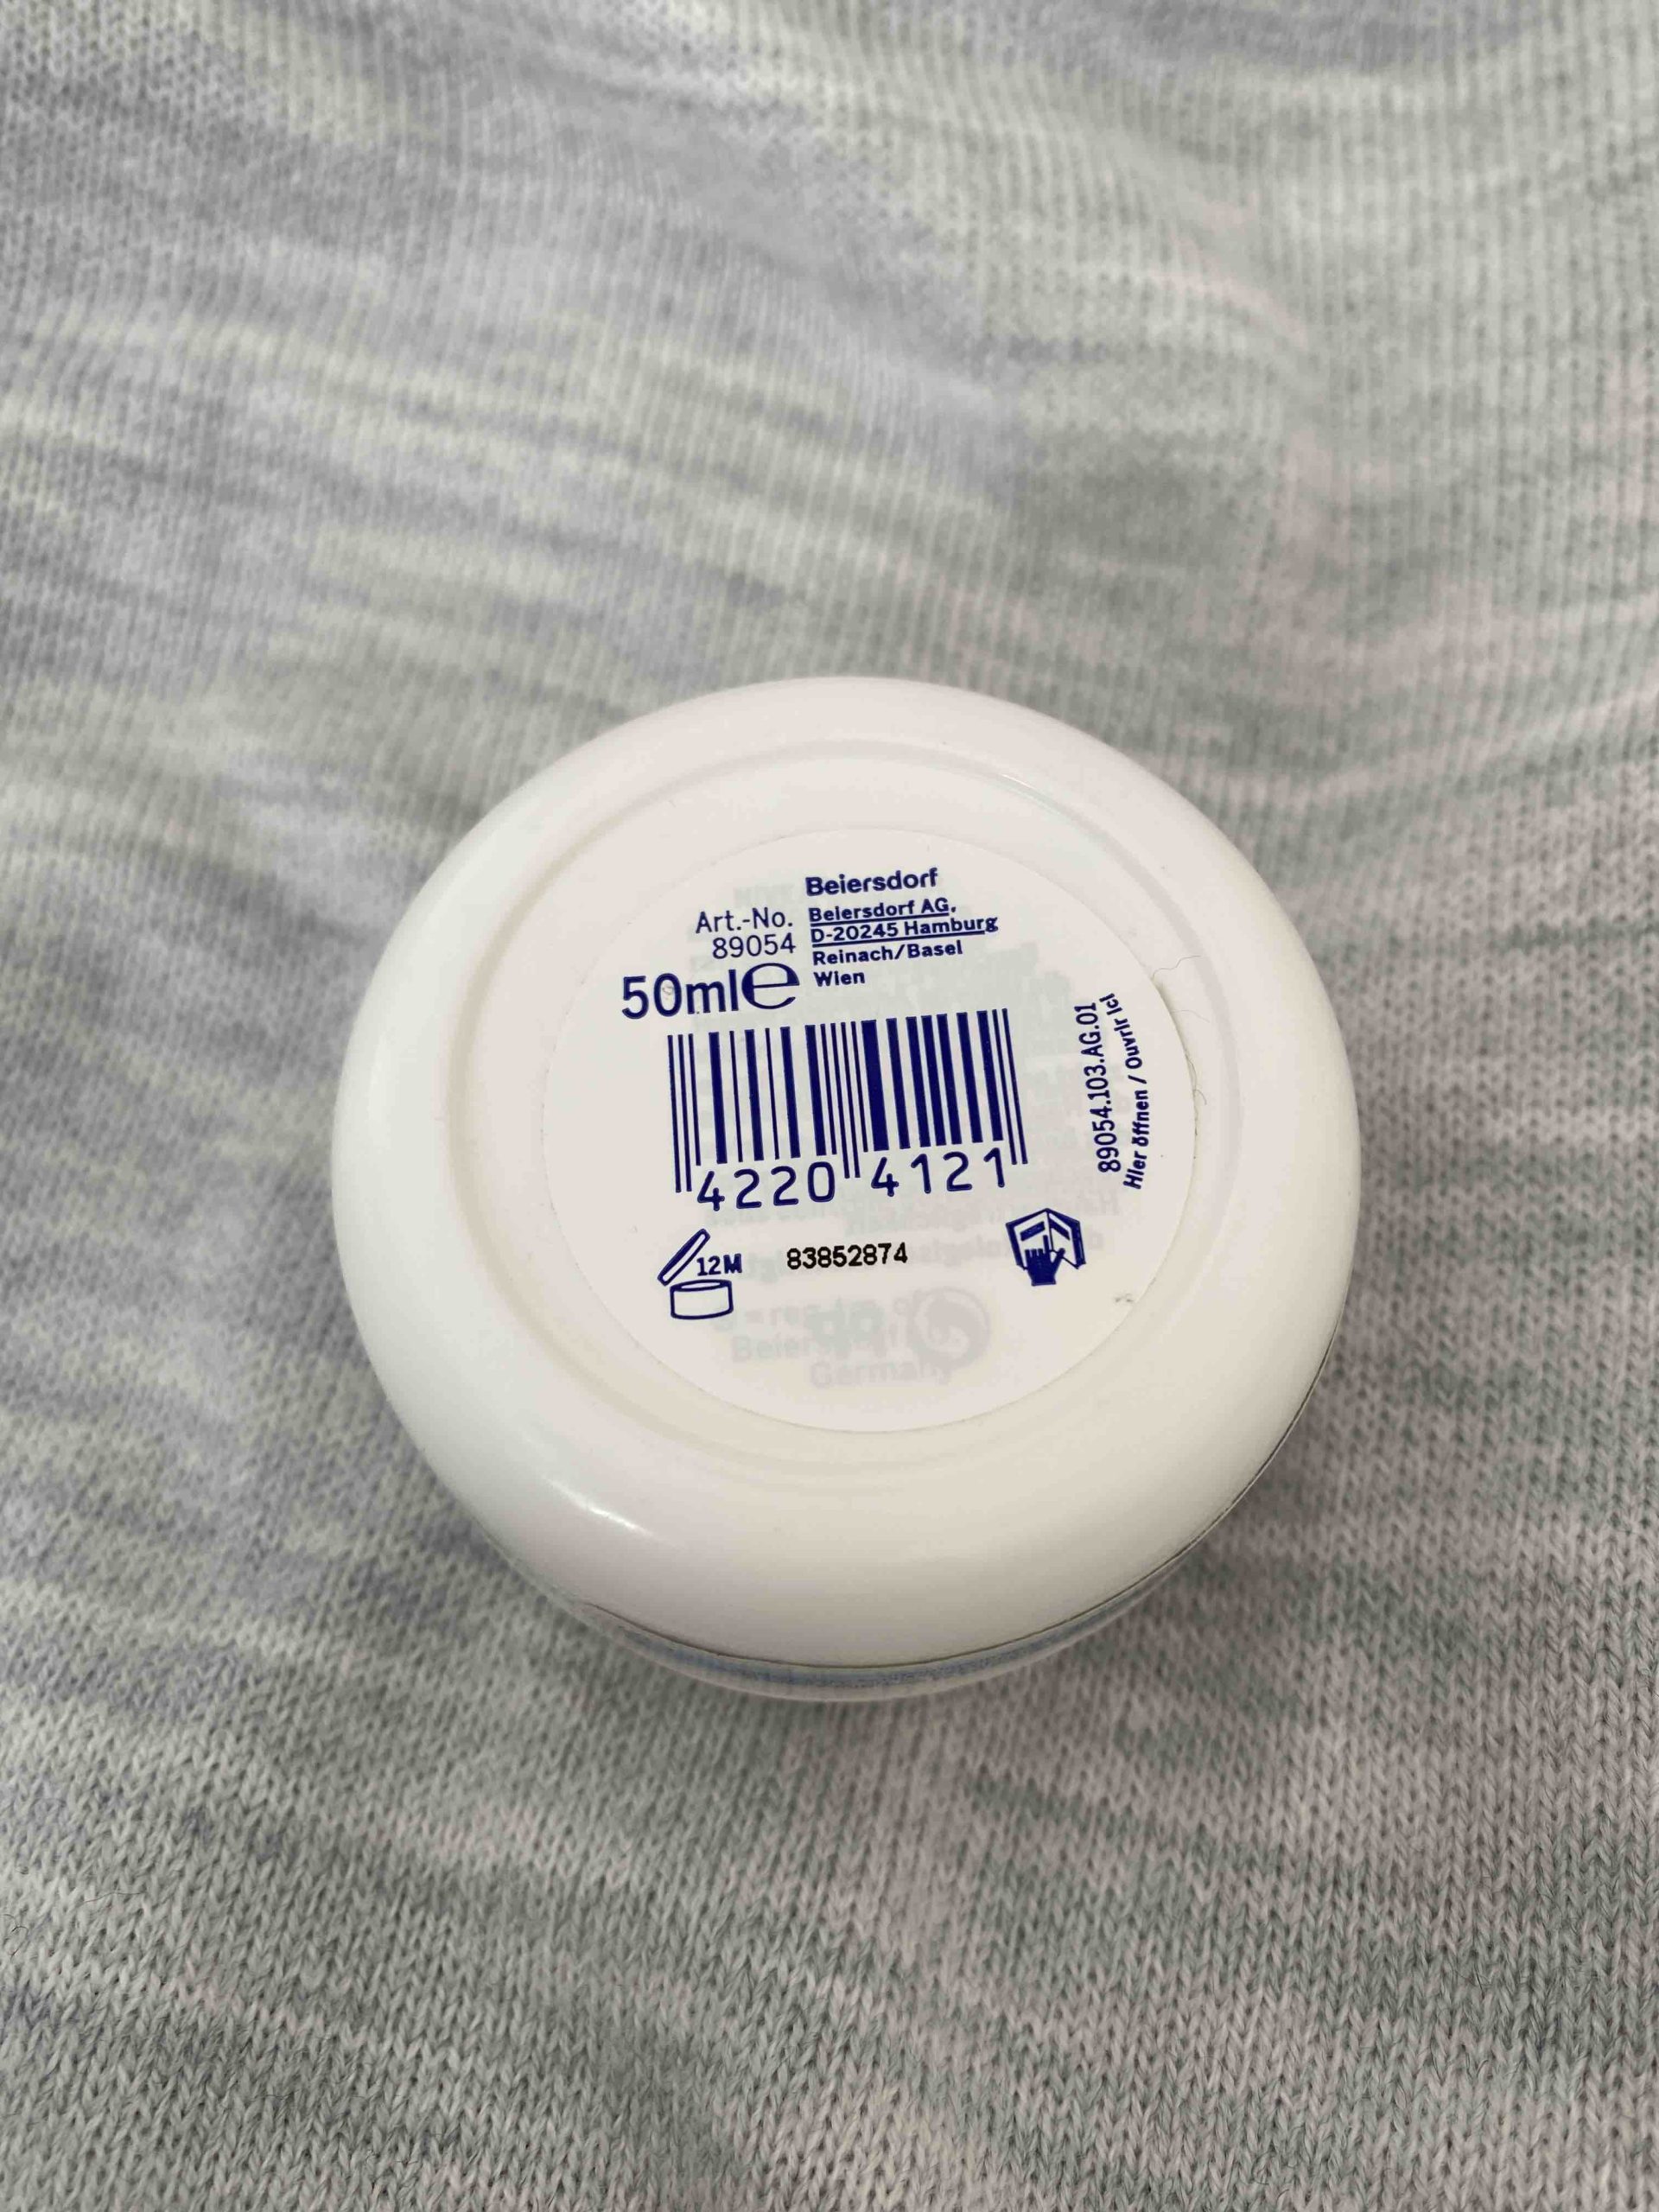 Beiersdorf
Art.-No.
89054
Beiersdorf AG,
D-20245 Hamburg
Reinach/Basel
Wien
50ml℮
4220 4121
89054.103.AG.01
Hier öffnen / Ouvrir ici
12M
83852874
Germany